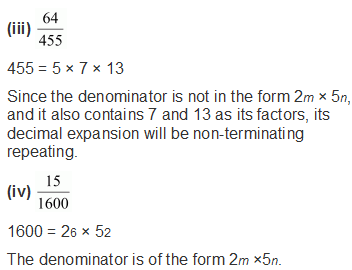 (iii) 64/455
455 = 5 × 7 × 13
Since the denominator is not in the form 2m × 5n,
and it also contains 7 and 13 as its factors, its
decimal expansion will be non-terminating
repeating.
(iv) 15/1600
1600 = 26 × 52
The denominator is of the form 2m ×5n.